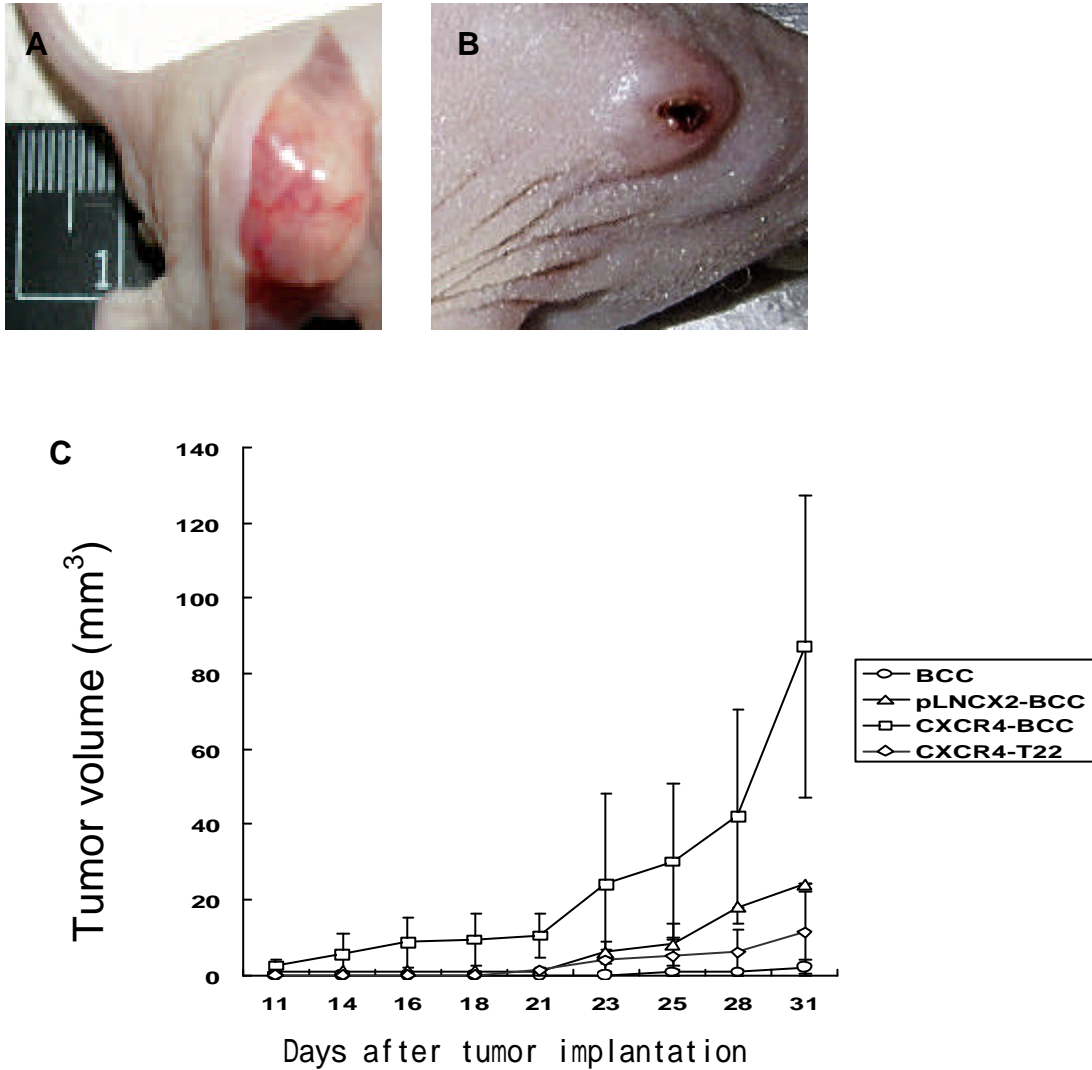 A
B
1
C
140
120
100
80
60
40
20
0
Tumor volume (mm³)
11 14 16 18 21 23 25 28 31
Days after tumor implantation
BCC
pLNCX2-BCC
CXCR4-BCC
CXCR4-T22